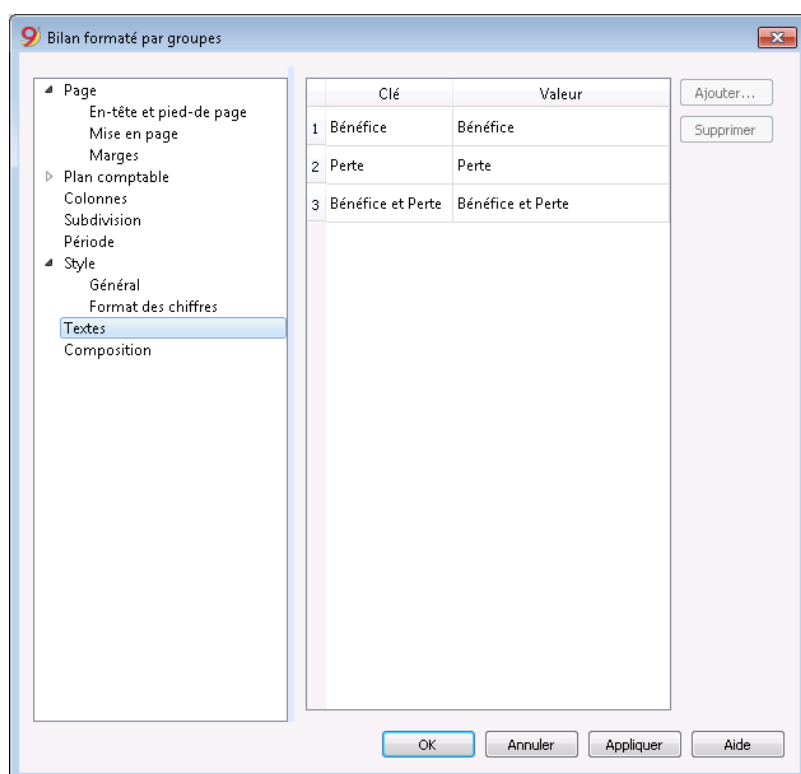 9 Bilan formaté par groupes
Page
En-tête et pied-de page
Mise en page
Marges
Plan comptable
Colonnes
Subdivision
Période
Style
Général
Format des chiffres
Textes
Composition
Clé Valeur
1 Bénéfice Bénéfice
2 Perte Perte
3 Bénéfice et Perte Bénéfice et Perte
Ajouter...
Supprimer
OK Annuler Appliquer Aide